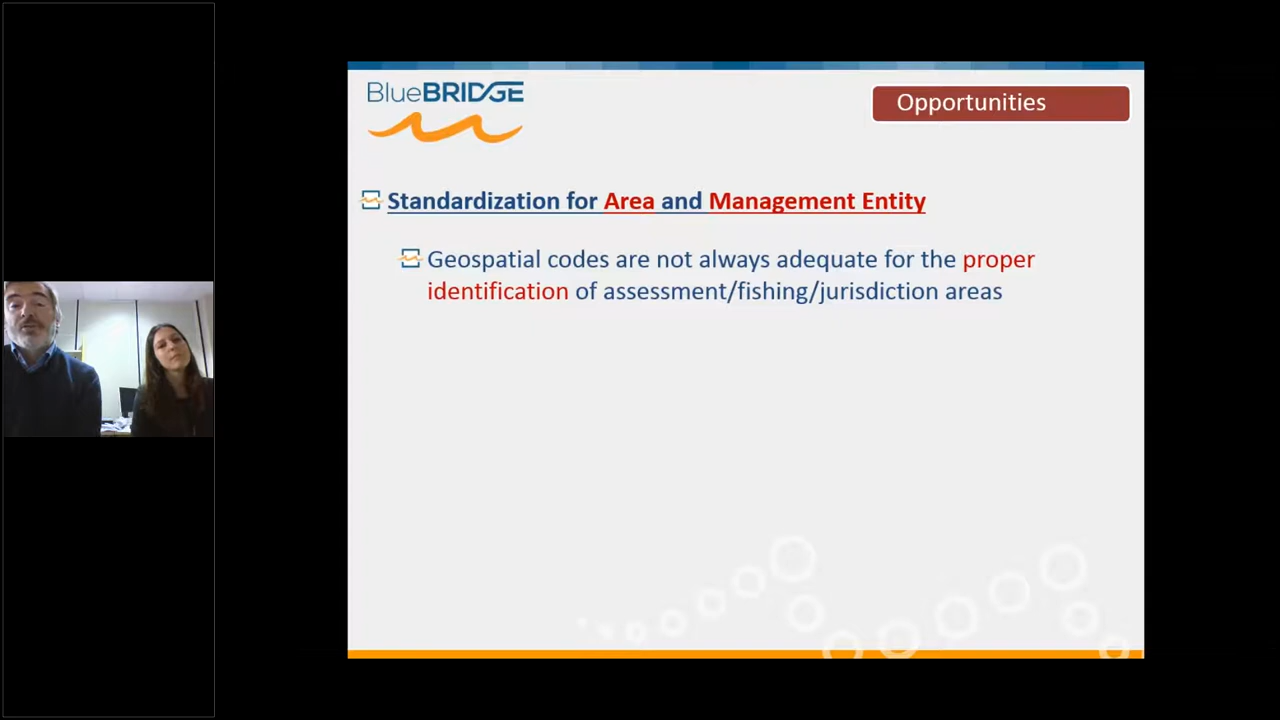 BlueBRIDGE
Opportunities
Standardization for Area and Management Entity
Geospatial codes are not always adequate for the proper
identification of assessment/fishing/jurisdiction areas